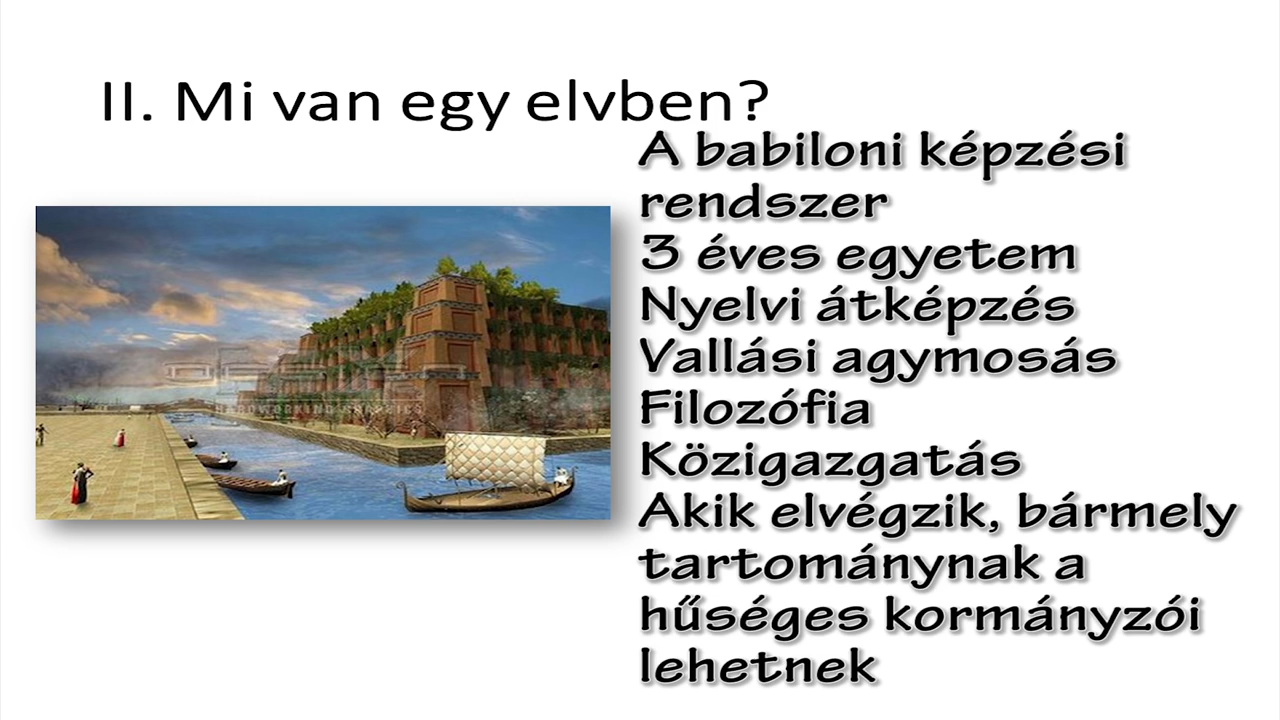 II. Mi van egy elvben?
A babiloni képzési
rendszer
3 éves egyetem
Nyelvi átképzés
Vallási agymosás
Filozófia
Közigazgatás
Akik elvégzik, bármely
tartománynak a
hűséges kormányzói
lehetnek